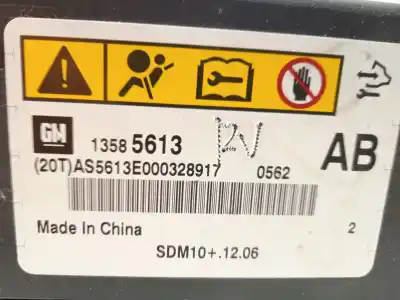 GM
1358 5613
AB
(20T)AS5613E000328917
0562
Made In China
2
SDM10+.12.06